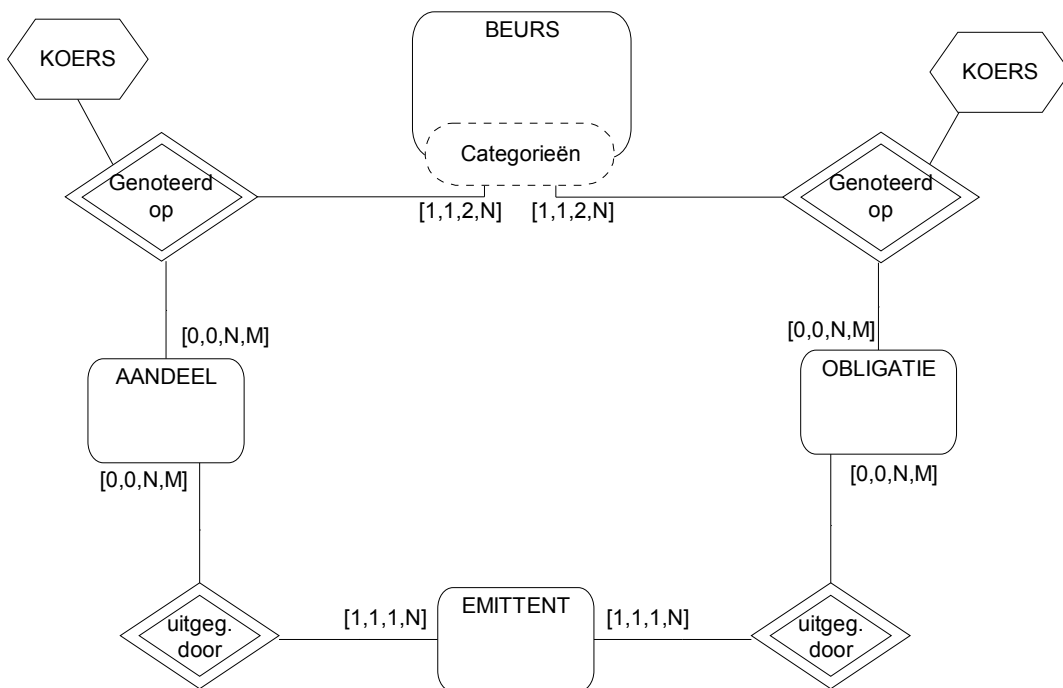 BEURS
KOERS
KOERS
Categorieën
Genoteerd
op
Genoteerd
op
[1,1,2,N]
[1,1,2,N]
[0,0,N,M]
[0,0,N,M]
AANDEEL
OBLIGATIE
[0,0,N,M]
[0,0,N,M]
[1,1,1,N]
EMITTENT
[1,1,1,N]
uitgeg.
door
uitgeg.
door